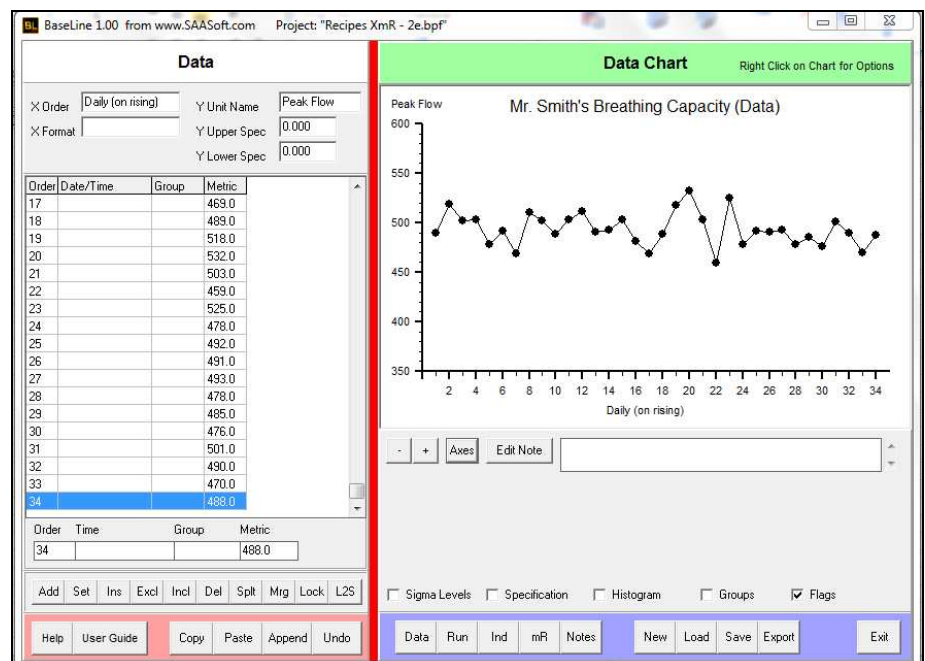 BL BaseLine 1.00 from www.SAASoft.com Project: "Recipes XmR - 2e.bpf"
Data
X Order Daily (on rising) Y Unit Name Peak Flow
X Format Y Upper Spec 0.000
Y Lower Spec 0.000
Order Date/Time Group Metric
17 469.0
18 489.0
19 518.0
20 532.0
21 503.0
22 459.0
23 525.0
24 478.0
25 492.0
26 491.0
27 493.0
28 478.0
29 485.0
30 476.0
31 501.0
32 490.0
33 470.0
34 488.0
Order Time Group Metric
34 488.0
Add Set Ins Excl Incl Del Splt Mrg Lock L2S
Help User Guide Copy Paste Append Undo
Data Chart Right Click on Chart for Options
Peak Flow Mr. Smith's Breathing Capacity (Data)
600
550
500
450
400
350
2 4 6 8 10 12 14 16 18 20 22 24 26 28 30 32 34
Daily (on rising)
- + Axes Edit Note
Sigma Levels Specification Histogram Groups Flags
Data Run Ind mR Notes New Load Save Export Exit